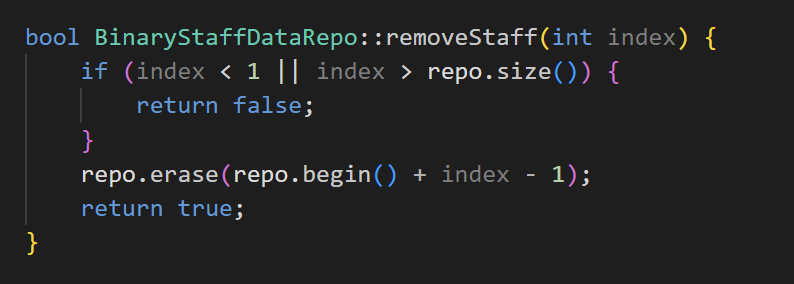 bool BinaryStaffDataRepo::removeStaff(int index) {
    if (index < 1 || index > repo.size()) {
        return false;
    }
    repo.erase(repo.begin() + index - 1);
    return true;
}